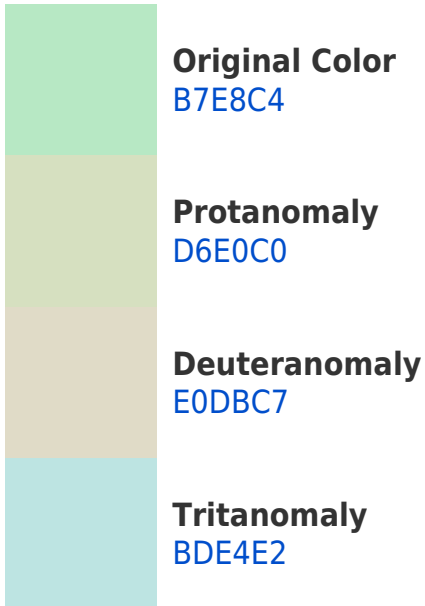 Original Color
B7E8C4
Protanomaly
D6E0C0
Deuteranomaly
E0DBC7
Tritanomaly
BDE4E2